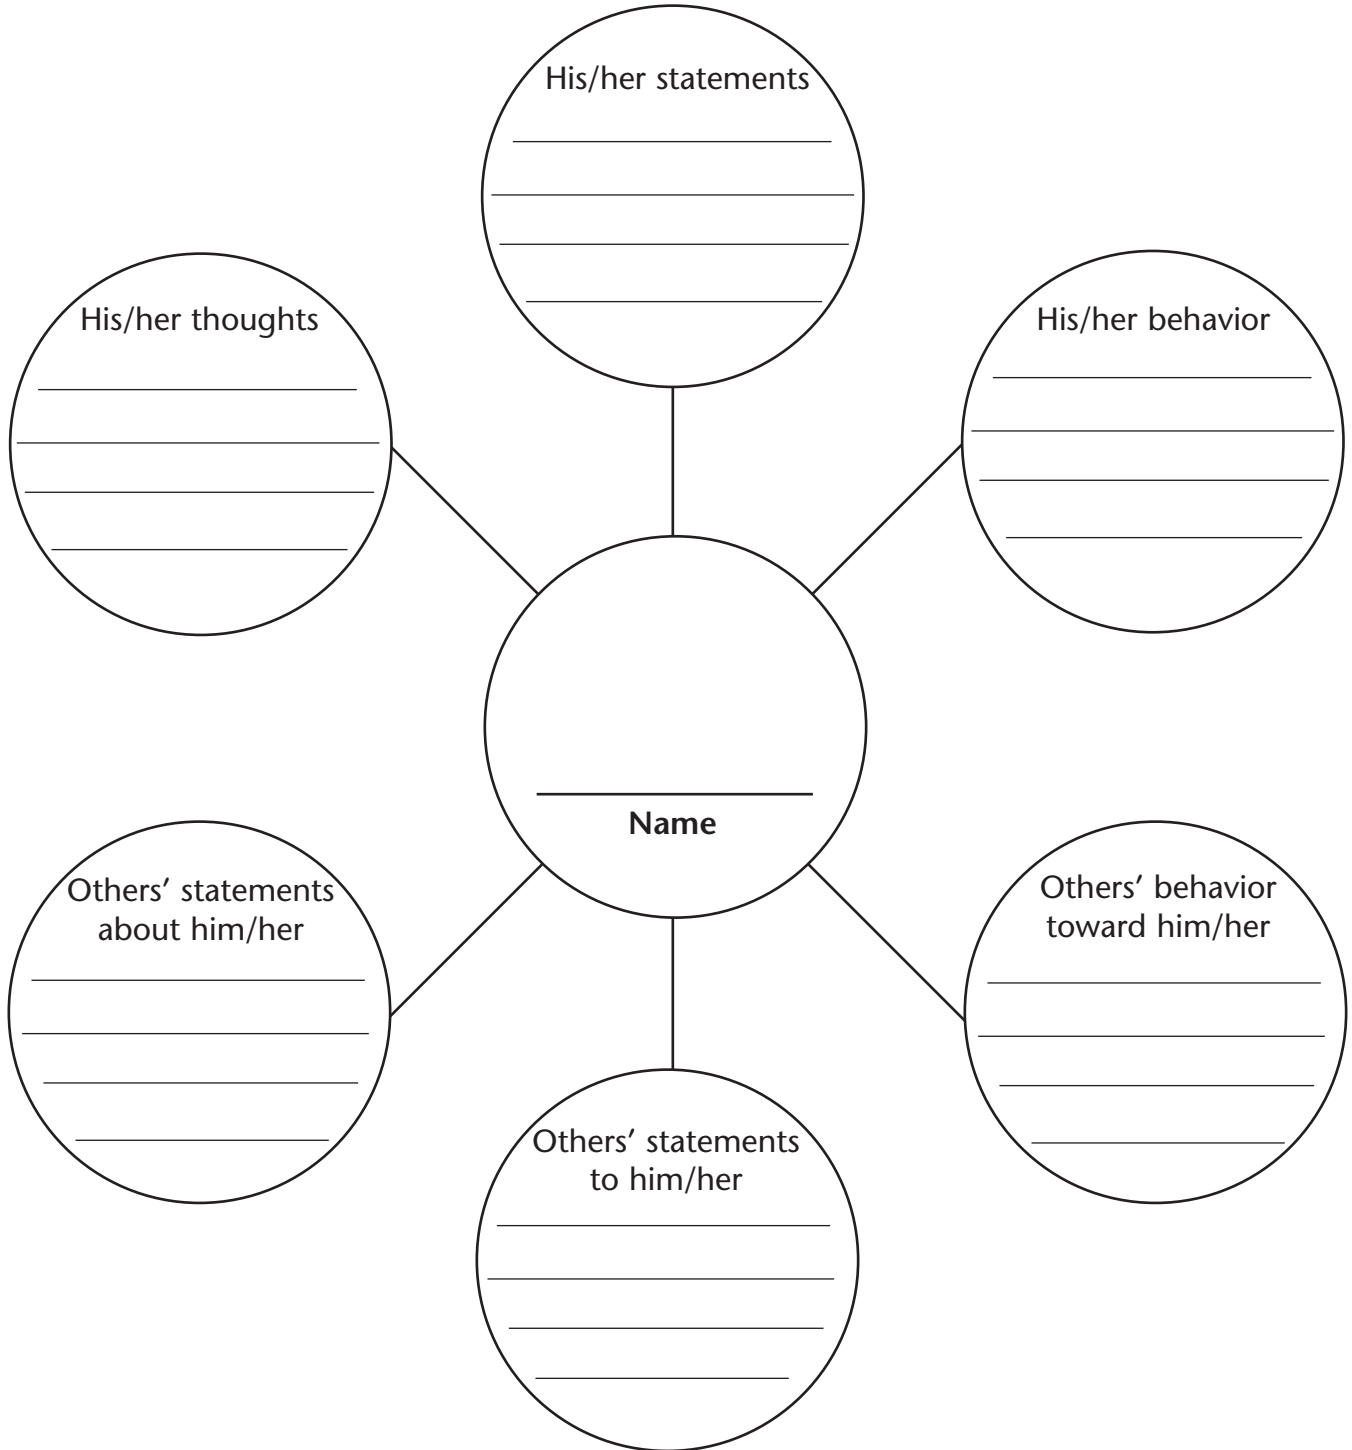 His/her statements
His/her thoughts
His/her behavior
Name
Others’ statements
about him/her
Others’ behavior
toward him/her
Others’ statements
to him/her